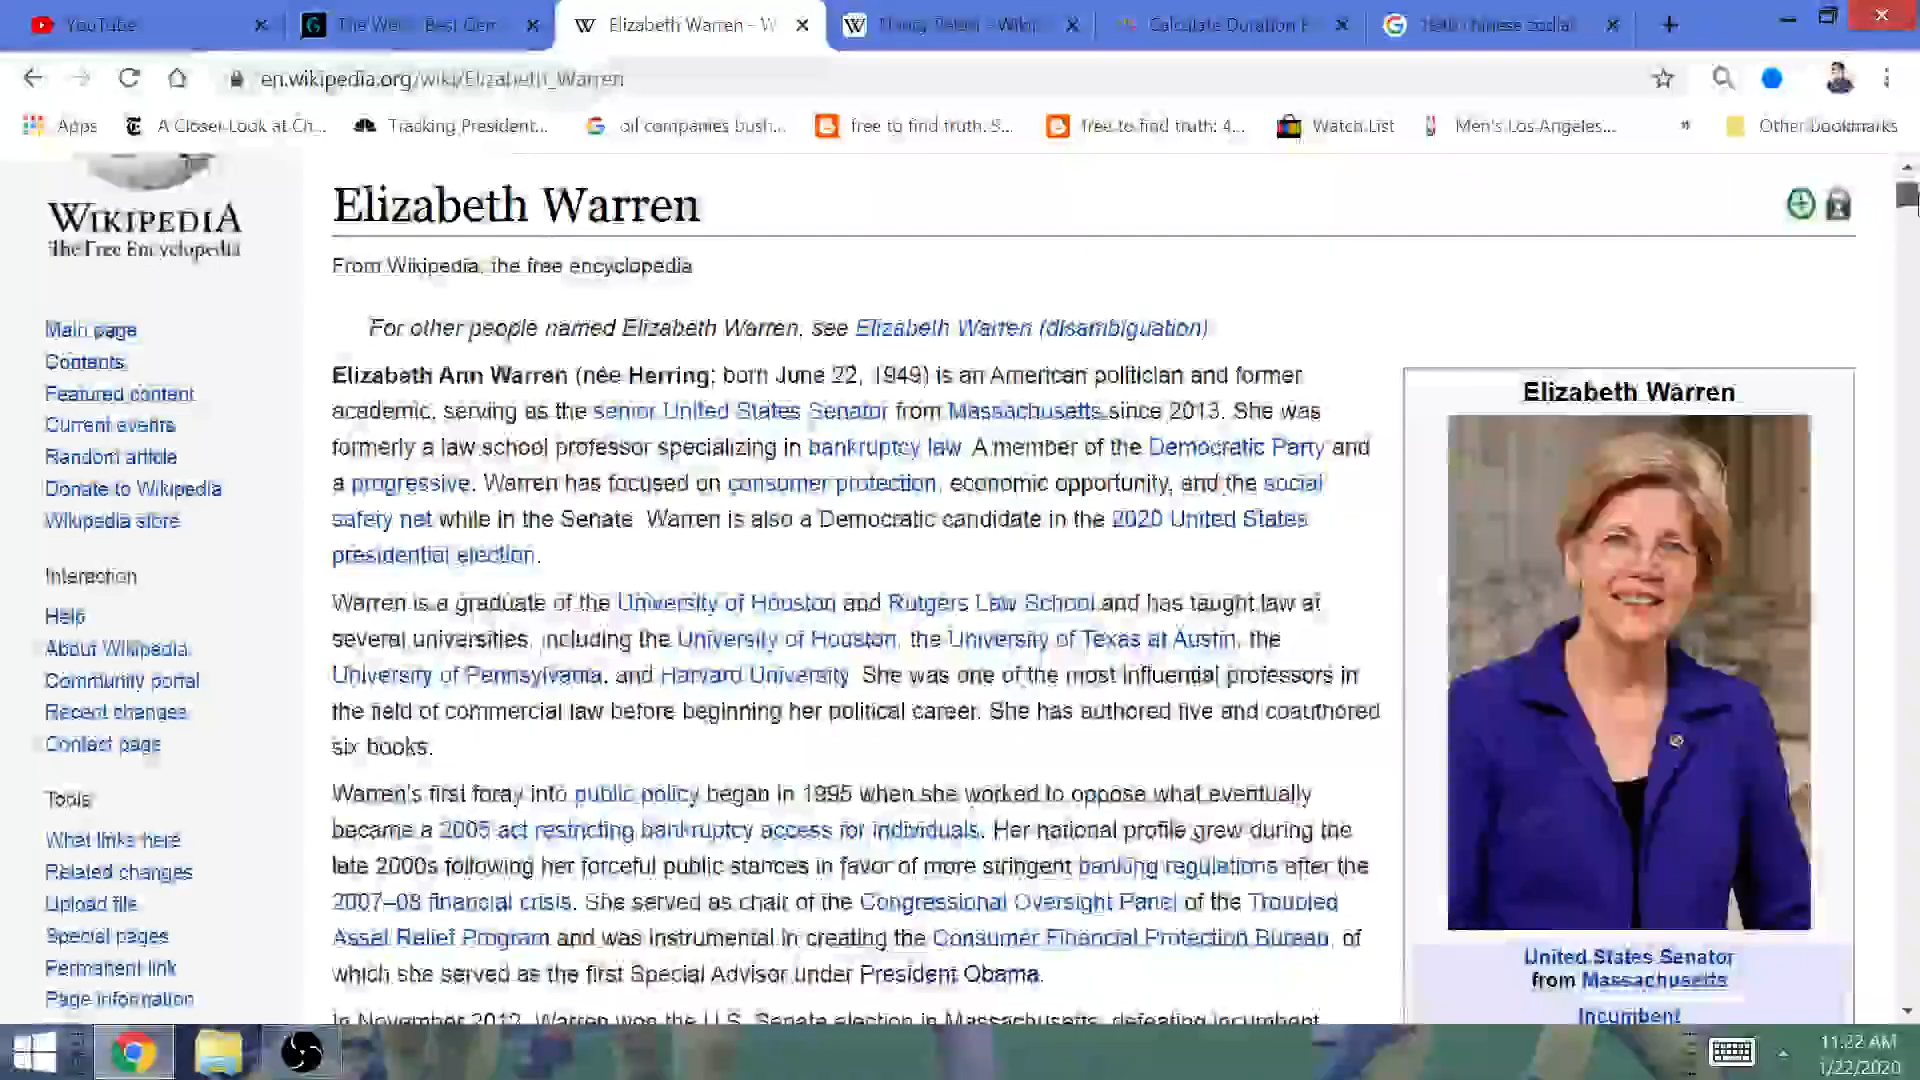 YouTube
Elizabeth Warren - W
Calculate Duration
en.wikipedia.org/wiki/Elizabeth_Warren
Apps
A Closer Look at Ch...
Tracking President...
oil companies bush...
free to find truth: 4...
Watch List
Men's Los Angeles...
»
Other bookmarks
WIKIPEDIA
The Free Encyclopedia
Main page
Contents
Featured content
Current events
Random article
Donate to Wikipedia
Wikipedia store
Interaction
Help
About Wikipedia
Community portal
Recent changes
Contact page
Tools
What links here
Related changes
Upload file
Special pages
Permanent link
Page information
Elizabeth Warren
From Wikipedia, the free encyclopedia
For other people named Elizabeth Warren, see Elizabeth Warren (disambiguation)
Elizabeth Ann Warren (née Herring; born June 22, 1949) is an American politician and former
academic, serving as the senior United States Senator from Massachusetts since 2013. She was
formerly a law school professor specializing in bankruptcy law. A member of the Democratic Party and
a progressive, Warren has focused on consumer protection, economic opportunity, and the social
safety net while in the Senate. Warren is also a Democratic candidate in the 2020 United States
presidential election.
Warren is a graduate of the University of Houston and Rutgers Law School and has taught law at
several universities, including the University of Houston, the University of Texas at Austin, the
University of Pennsylvania, and Harvard University. She was one of the most influential professors in
the field of commercial law before beginning her political career. She has authored five and coauthored
six books.
Warren's first foray into public policy began in 1995 when she worked to oppose what eventually
became a 2005 act restricting bankruptcy access for individuals. Her national profile grew during the
late 2000s following her forceful public stances in favor of more stringent banking regulations after the
2007–08 financial crisis. She served as chair of the Congressional Oversight Panel of the Troubled
Asset Relief Program and was instrumental in creating the Consumer Financial Protection Bureau, of
which she served as the first Special Advisor under President Obama.
In November 2012, Warren won the U.S. Senate election in Massachusetts, defeating incumbent
Elizabeth Warren
United States Senator
from Massachusetts
Incumbent
11:22 AM
1/22/2020